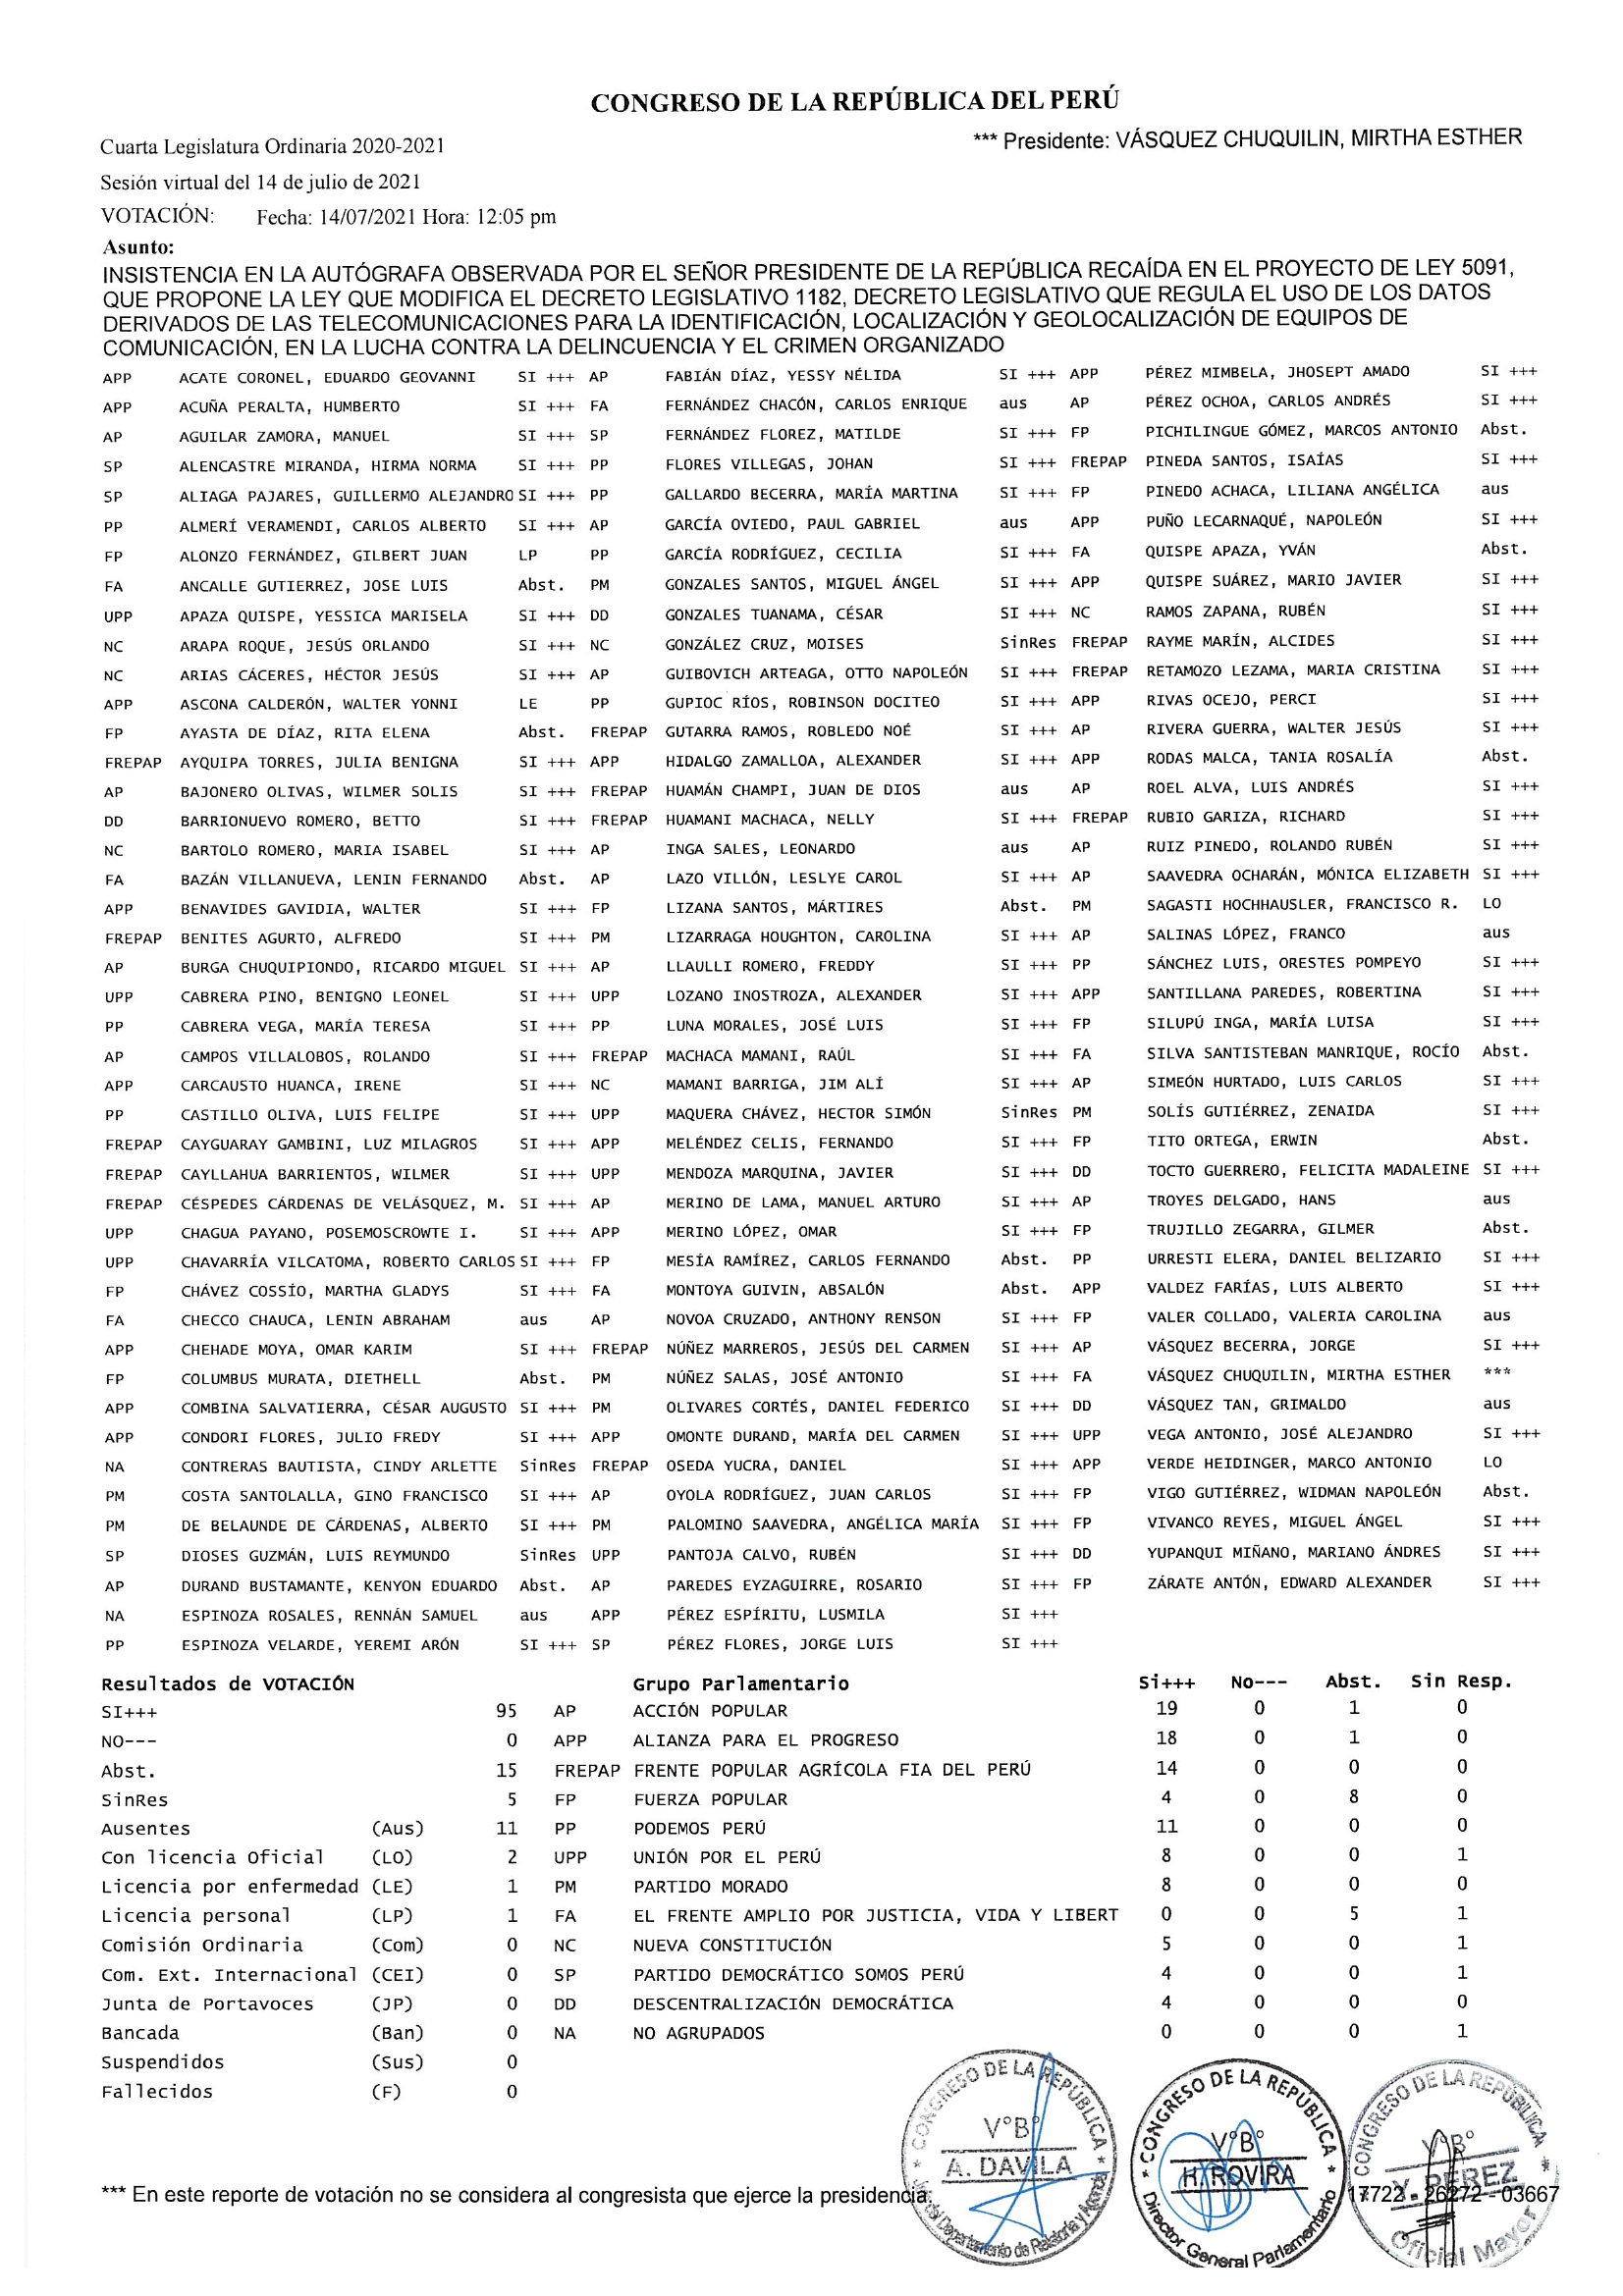 CONGRESO DE LA REPÚBLICA DEL PERÚ
Cuarta Legislatura Ordinaria 2020-2021 *** Presidente: VÁSQUEZ CHUQUILIN, MIRTHA ESTHER
Sesión virtual del 14 de julio de 2021
VOTACIÓN: Fecha: 14/07/2021 Hora: 12:05 pm
Asunto:
INSISTENCIA EN LA AUTÓGRAFA OBSERVADA POR EL SEÑOR PRESIDENTE DE LA REPÚBLICA RECAÍDA EN EL PROYECTO DE LEY 5091,
QUE PROPONE LA LEY QUE MODIFICA EL DECRETO LEGISLATIVO 1182, DECRETO LEGISLATIVO QUE REGULA EL USO DE LOS DATOS
DERIVADOS DE LAS TELECOMUNICACIONES PARA LA IDENTIFICACIÓN, LOCALIZACIÓN Y GEOLOCALIZACIÓN DE EQUIPOS DE
COMUNICACIÓN, EN LA LUCHA CONTRA LA DELINCUENCIA Y EL CRIMEN ORGANIZADO
APP ACATE CORONEL, EDUARDO GEOVANNI SI +++ AP FABIÁN DÍAZ, YESSY NÉLIDA SI +++ APP PÉREZ MIMBELA, JHOSEPT AMADO SI +++
APP ACUÑA PERALTA, HUMBERTO SI +++ FA FERNÁNDEZ CHACÓN, CARLOS ENRIQUE aus AP PÉREZ OCHOA, CARLOS ANDRÉS SI +++
AP AGUILAR ZAMORA, MANUEL SI +++ SP FERNÁNDEZ FLOREZ, MATILDE SI +++ FP PICHILINGUE GÓMEZ, MARCOS ANTONIO Abst.
SP ALENCASTRE MIRANDA, HIRMA NORMA SI +++ PP FLORES VILLEGAS, JOHAN SI +++ FREPAP PINEDA SANTOS, ISAÍAS SI +++
SP ALIAGA PAJARES, GUILLERMO ALEJANDRO SI +++ PP GALLARDO BECERRA, MARÍA MARTINA SI +++ FP PINEDO ACHACA, LILIANA ANGÉLICA aus
PP ALMERÍ VERAMENDI, CARLOS ALBERTO SI +++ AP GARCÍA OVIEDO, PAUL GABRIEL aus APP PUÑO LECARNAQUÉ, NAPOLEÓN SI +++
FP ALONZO FERNÁNDEZ, GILBERT JUAN LP PP GARCÍA RODRÍGUEZ, CECILIA SI +++ FA QUISPE APAZA, YVÁN Abst.
FA ANCALLE GUTIERREZ, JOSE LUIS Abst. PM GONZALES SANTOS, MIGUEL ÁNGEL SI +++ APP QUISPE SUÁREZ, MARIO JAVIER SI +++
UPP APAZA QUISPE, YESSICA MARISELA SI +++ DD GONZALES TUANAMA, CÉSAR SI +++ NC RAMOS ZAPANA, RUBÉN SI +++
NC ARAPA ROQUE, JESÚS ORLANDO SI +++ NC GONZÁLEZ CRUZ, MOISES SinRes FREPAP RAYME MARÍN, ALCIDES SI +++
NC ARIAS CÁCERES, HÉCTOR JESÚS SI +++ AP GUIBOVICH ARTEAGA, OTTO NAPOLEÓN SI +++ FREPAP RETAMOZO LEZAMA, MARIA CRISTINA SI +++
APP ASCONA CALDERÓN, WALTER YONNI LE PP GUPIOC RÍOS, ROBINSON DOCITEO SI +++ APP RIVAS OCEJO, PERCI SI +++
FP AYASTA DE DÍAZ, RITA ELENA Abst. FREPAP GUTARRA RAMOS, ROBLEDO NOÉ SI +++ AP RIVERA GUERRA, WALTER JESÚS SI +++
FREPAP AYQUIPA TORRES, JULIA BENIGNA SI +++ APP HIDALGO ZAMALLOA, ALEXANDER SI +++ APP RODAS MALCA, TANIA ROSALÍA Abst.
AP BAJONERO OLIVAS, WILMER SOLIS SI +++ FREPAP HUAMÁN CHAMPI, JUAN DE DIOS aus AP ROEL ALVA, LUIS ANDRÉS SI +++
DD BARRIONUEVO ROMERO, BETTO SI +++ FREPAP HUAMANI MACHACA, NELLY SI +++ FREPAP RUBIO GARIZA, RICHARD SI +++
NC BARTOLO ROMERO, MARIA ISABEL SI +++ AP INGA SALES, LEONARDO aus AP RUIZ PINEDO, ROLANDO RUBÉN SI +++
FA BAZÁN VILLANUEVA, LENIN FERNANDO Abst. AP LAZO VILLÓN, LESLYE CAROL SI +++ AP SAAVEDRA OCHARÁN, MÓNICA ELIZABETH SI +++
APP BENAVIDES GAVIDIA, WALTER SI +++ FP LIZANA SANTOS, MÁRTIRES Abst. PM SAGASTI HOCHHAUSLER, FRANCISCO R. LO
FREPAP BENITES AGURTO, ALFREDO SI +++ PM LIZARRAGA HOUGHTON, CAROLINA SI +++ AP SALINAS LÓPEZ, FRANCO aus
AP BURGA CHUQUIPIONDO, RICARDO MIGUEL SI +++ AP LLAULLI ROMERO, FREDDY SI +++ PP SÁNCHEZ LUIS, ORESTES POMPEYO SI +++
UPP CABRERA PINO, BENIGNO LEONEL SI +++ UPP LOZANO INOSTROZA, ALEXANDER SI +++ APP SANTILLANA PAREDES, ROBERTINA SI +++
PP CABRERA VEGA, MARÍA TERESA SI +++ PP LUNA MORALES, JOSÉ LUIS SI +++ FP SILUPÚ INGA, MARÍA LUISA SI +++
AP CAMPOS VILLALOBOS, ROLANDO SI +++ FREPAP MACHACA MAMANI, RAÚL SI +++ FA SILVA SANTISTEBAN MANRIQUE, ROCÍO Abst.
APP CARCAUSTO HUANCA, IRENE SI +++ NC MAMANI BARRIGA, JIM ALÍ SI +++ AP SIMEÓN HURTADO, LUIS CARLOS SI +++
PP CASTILLO OLIVA, LUIS FELIPE SI +++ UPP MAQUERA CHÁVEZ, HECTOR SIMÓN SinRes PM SOLÍS GUTIÉRREZ, ZENAIDA SI +++
FREPAP CAYGUARAY GAMBINI, LUZ MILAGROS SI +++ APP MELÉNDEZ CELIS, FERNANDO SI +++ FP TITO ORTEGA, ERWIN Abst.
FREPAP CAYLLAHUA BARRIENTOS, WILMER SI +++ UPP MENDOZA MARQUINA, JAVIER SI +++ DD TOCTO GUERRERO, FELICITA MADALEINE SI +++
FREPAP CÉSPEDES CÁRDENAS DE VELÁSQUEZ, M. SI +++ AP MERINO DE LAMA, MANUEL ARTURO SI +++ AP TROYES DELGADO, HANS aus
UPP CHAGUA PAYANO, POSEMOSCROWTE I. SI +++ APP MERINO LÓPEZ, OMAR SI +++ FP TRUJILLO ZEGARRA, GILMER Abst.
UPP CHAVARRÍA VILCATOMA, ROBERTO CARLOS SI +++ FP MESÍA RAMÍREZ, CARLOS FERNANDO Abst. PP URRESTI ELERA, DANIEL BELIZARIO SI +++
FP CHÁVEZ COSSÍO, MARTHA GLADYS SI +++ FA MONTOYA GUIVIN, ABSALÓN Abst. APP VALDEZ FARÍAS, LUIS ALBERTO SI +++
FA CHECCO CHAUCA, LENIN ABRAHAM aus AP NOVOA CRUZADO, ANTHONY RENSON SI +++ FP VALER COLLADO, VALERIA CAROLINA aus
APP CHEHADE MOYA, OMAR KARIM SI +++ FREPAP NÚÑEZ MARREROS, JESÚS DEL CARMEN SI +++ AP VÁSQUEZ BECERRA, JORGE SI +++
FP COLUMBUS MURATA, DIETHELL Abst. PM NÚÑEZ SALAS, JOSÉ ANTONIO SI +++ FA VÁSQUEZ CHUQUILIN, MIRTHA ESTHER ***
APP COMBINA SALVATIERRA, CÉSAR AUGUSTO SI +++ PM OLIVARES CORTÉS, DANIEL FEDERICO SI +++ DD VÁSQUEZ TAN, GRIMALDO aus
APP CONDORI FLORES, JULIO FREDY SI +++ APP OMONTE DURAND, MARÍA DEL CARMEN SI +++ UPP VEGA ANTONIO, JOSÉ ALEJANDRO SI +++
NA CONTRERAS BAUTISTA, CINDY ARLETTE SinRes FREPAP OSEDA YUCRA, DANIEL SI +++ APP VERDE HEIDINGER, MARCO ANTONIO LO
PM COSTA SANTOLALLA, GINO FRANCISCO SI +++ AP OYOLA RODRÍGUEZ, JUAN CARLOS SI +++ FP VIGO GUTIÉRREZ, WIDMAN NAPOLEÓN Abst.
PM DE BELAUNDE DE CÁRDENAS, ALBERTO SI +++ PM PALOMINO SAAVEDRA, ANGÉLICA MARÍA SI +++ FP VIVANCO REYES, MIGUEL ÁNGEL SI +++
SP DIOSES GUZMÁN, LUIS REYMUNDO SinRes UPP PANTOJA CALVO, RUBÉN SI +++ DD YUPANQUI MIÑANO, MARIANO ÁNDRES SI +++
AP DURAND BUSTAMANTE, KENYON EDUARDO Abst. AP PAREDES EYZAGUIRRE, ROSARIO SI +++ FP ZÁRATE ANTÓN, EDWARD ALEXANDER SI +++
NA ESPINOZA ROSALES, RENNÁN SAMUEL aus APP PÉREZ ESPÍRITU, LUSMILA SI +++
PP ESPINOZA VELARDE, YEREMI ARÓN SI +++ SP PÉREZ FLORES, JORGE LUIS SI +++
Resultados de VOTACIÓN Grupo Parlamentario Si+++ No--- Abst. Sin Resp.
SI+++ 95 AP ACCIÓN POPULAR 19 0 1 0
NO--- 0 APP ALIANZA PARA EL PROGRESO 18 0 1 0
Abst. 15 FREPAP FRENTE POPULAR AGRÍCOLA FIA DEL PERÚ 14 0 0 0
SinRes 5 FP FUERZA POPULAR 4 0 8 0
Ausentes (Aus) 11 PP PODEMOS PERÚ 11 0 0 0
Con licencia Oficial (LO) 2 UPP UNIÓN POR EL PERÚ 8 0 0 1
Licencia por enfermedad (LE) 1 PM PARTIDO MORADO 8 0 0 0
Licencia personal (LP) 1 FA EL FRENTE AMPLIO POR JUSTICIA, VIDA Y LIBERT 0 0 5 1
Comisión Ordinaria (Com) 0 NC NUEVA CONSTITUCIÓN 5 0 0 1
Com. Ext. Internacional (CEI) 0 SP PARTIDO DEMOCRÁTICO SOMOS PERÚ 4 0 0 1
Junta de Portavoces (JP) 0 DD DESCENTRALIZACIÓN DEMOCRÁTICA 4 0 0 0
Bancada (Ban) 0 NA NO AGRUPADOS 0 0 0 1
Suspendidos (Sus) 0
Fallecidos (F) 0
CONGRESO DE LA REPÚBLICA
V°B°
A. DAVILA
Jefe del Departamento de Relatoría y Agenda
CONGRESO DE LA REPÚBLICA
V°B°
H. ROVIRA
Director General Parlamentario
CONGRESO DE LA REPÚBLICA
V°B°
Y. PEREZ
Oficial Mayor
*** En este reporte de votación no se considera al congresista que ejerce la presidencia. 17722 - 26272 - 03667